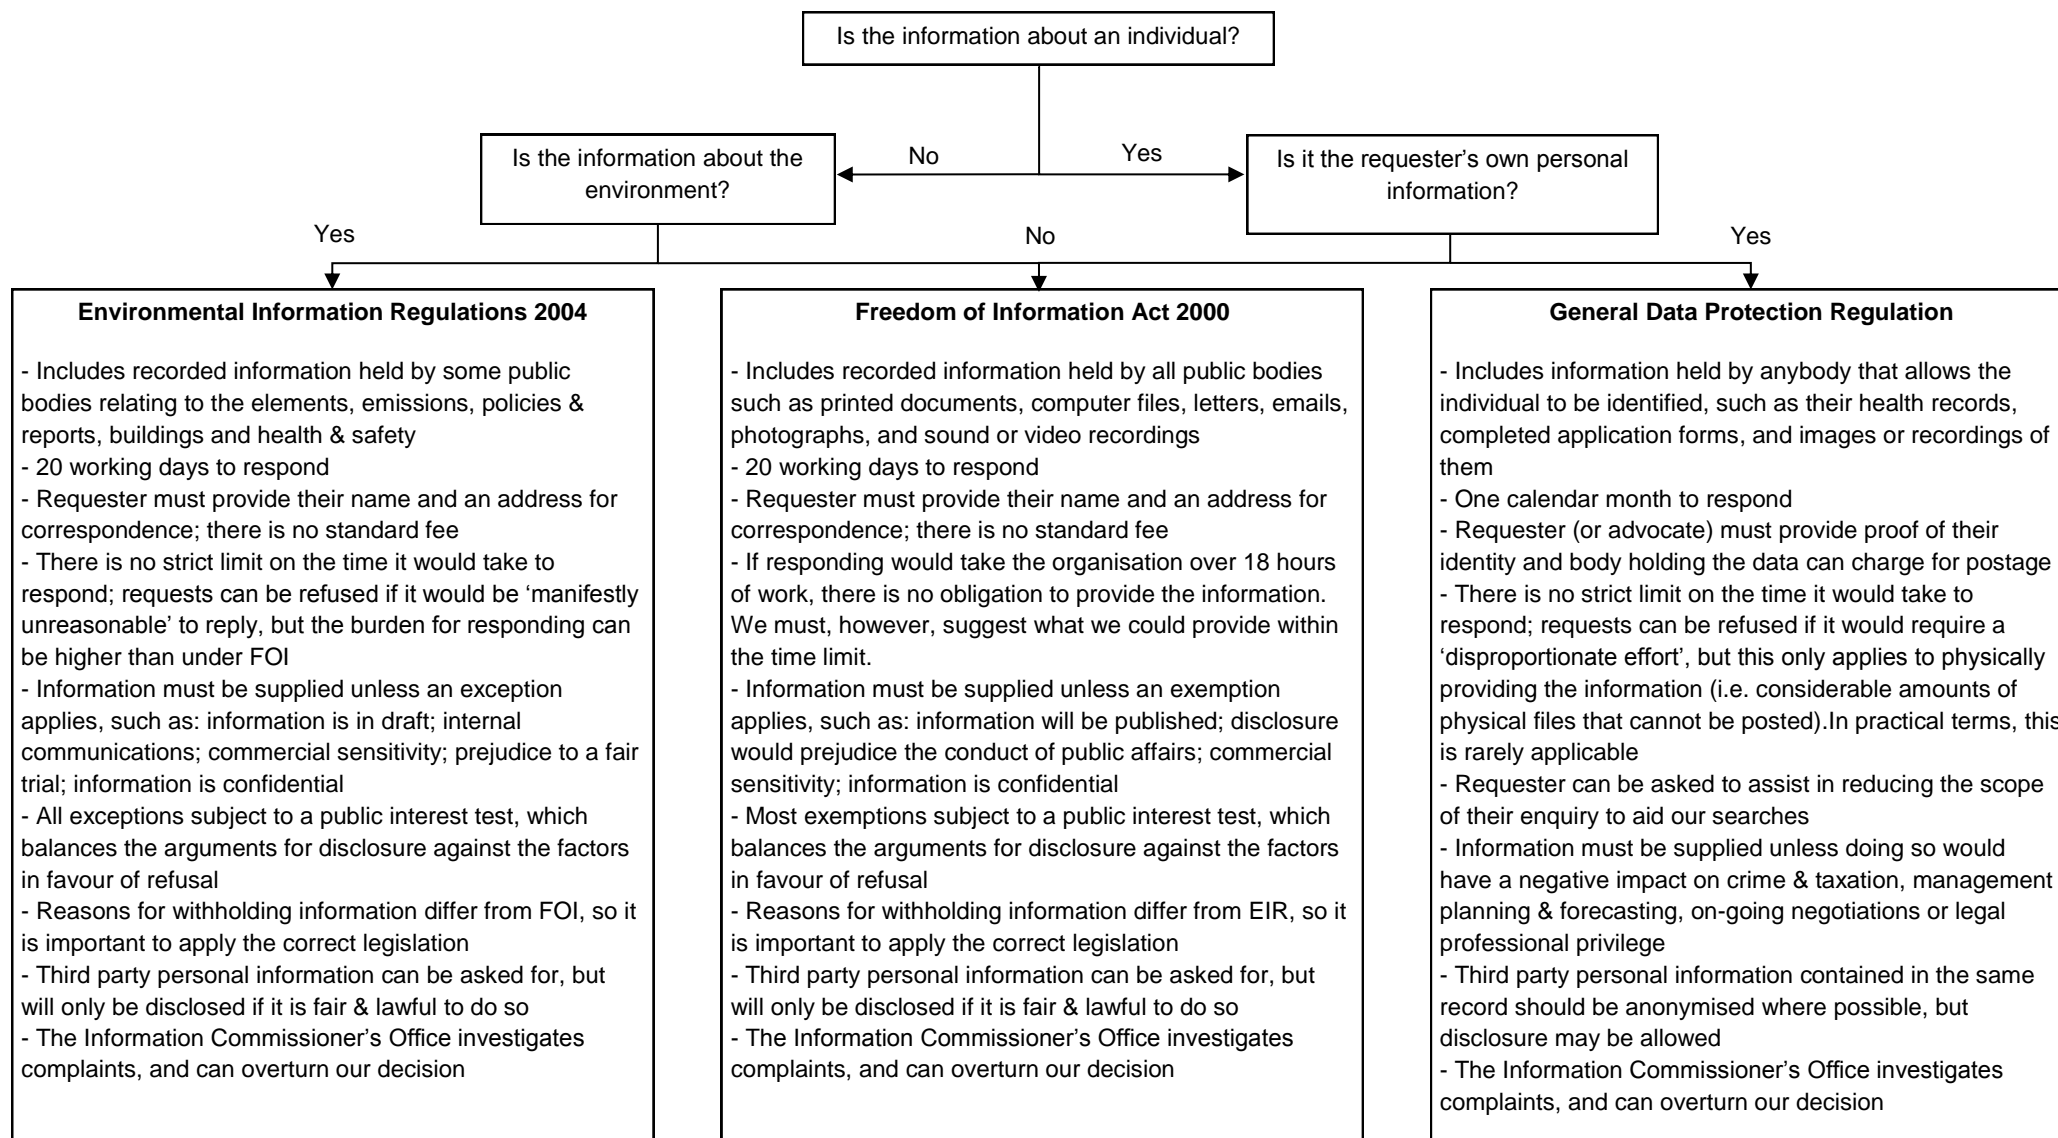 Is the information about an individual?
Is the information about the
environment?
No
Yes
Is it the requester's own personal
information?
Yes
No
Yes
Environmental Information Regulations 2004
- Includes recorded information held by some public
bodies relating to the elements, emissions, policies &
reports, buildings and health & safety
- 20 working days to respond
- Requester must provide their name and an address for
correspondence; there is no standard fee
- There is no strict limit on the time it would take to
respond; requests can be refused if it would be ‘manifestly
unreasonable’ to reply, but the burden for responding can
be higher than under FOI
- Information must be supplied unless an exception
applies, such as: information is in draft; internal
communications; commercial sensitivity; prejudice to a fair
trial; information is confidential
- All exceptions subject to a public interest test, which
balances the arguments for disclosure against the factors
in favour of refusal
- Reasons for withholding information differ from FOI, so it
is important to apply the correct legislation
- Third party personal information can be asked for, but
will only be disclosed if it is fair & lawful to do so
- The Information Commissioner’s Office investigates
complaints, and can overturn our decision
Freedom of Information Act 2000
- Includes recorded information held by all public bodies
such as printed documents, computer files, letters, emails,
photographs, and sound or video recordings
- 20 working days to respond
- Requester must provide their name and an address for
correspondence; there is no standard fee
- If responding would take the organisation over 18 hours
of work, there is no obligation to provide the information.
We must, however, suggest what we could provide within
the time limit.
- Information must be supplied unless an exemption
applies, such as: information will be published; disclosure
would prejudice the conduct of public affairs; commercial
sensitivity; information is confidential
- Most exemptions subject to a public interest test, which
balances the arguments for disclosure against the factors
in favour of refusal
- Reasons for withholding information differ from EIR, so it
is important to apply the correct legislation
- Third party personal information can be asked for, but
will only be disclosed if it is fair & lawful to do so
- The Information Commissioner’s Office investigates
complaints, and can overturn our decision
General Data Protection Regulation
- Includes information held by anybody that allows the
individual to be identified, such as their health records,
completed application forms, and images or recordings of
them
- One calendar month to respond
- Requester (or advocate) must provide proof of their
identity and body holding the data can charge for postage
- There is no strict limit on the time it would take to
respond; requests can be refused if it would require a
‘disproportionate effort’, but this only applies to physically
providing the information (i.e. considerable amounts of
physical files that cannot be posted).In practical terms, this
is rarely applicable
- Requester can be asked to assist in reducing the scope
of their enquiry to aid our searches
- Information must be supplied unless doing so would
have a negative impact on crime & taxation, management
planning & forecasting, on-going negotiations or legal
professional privilege
- Third party personal information contained in the same
record should be anonymised where possible, but
disclosure may be allowed
- The Information Commissioner’s Office investigates
complaints, and can overturn our decision